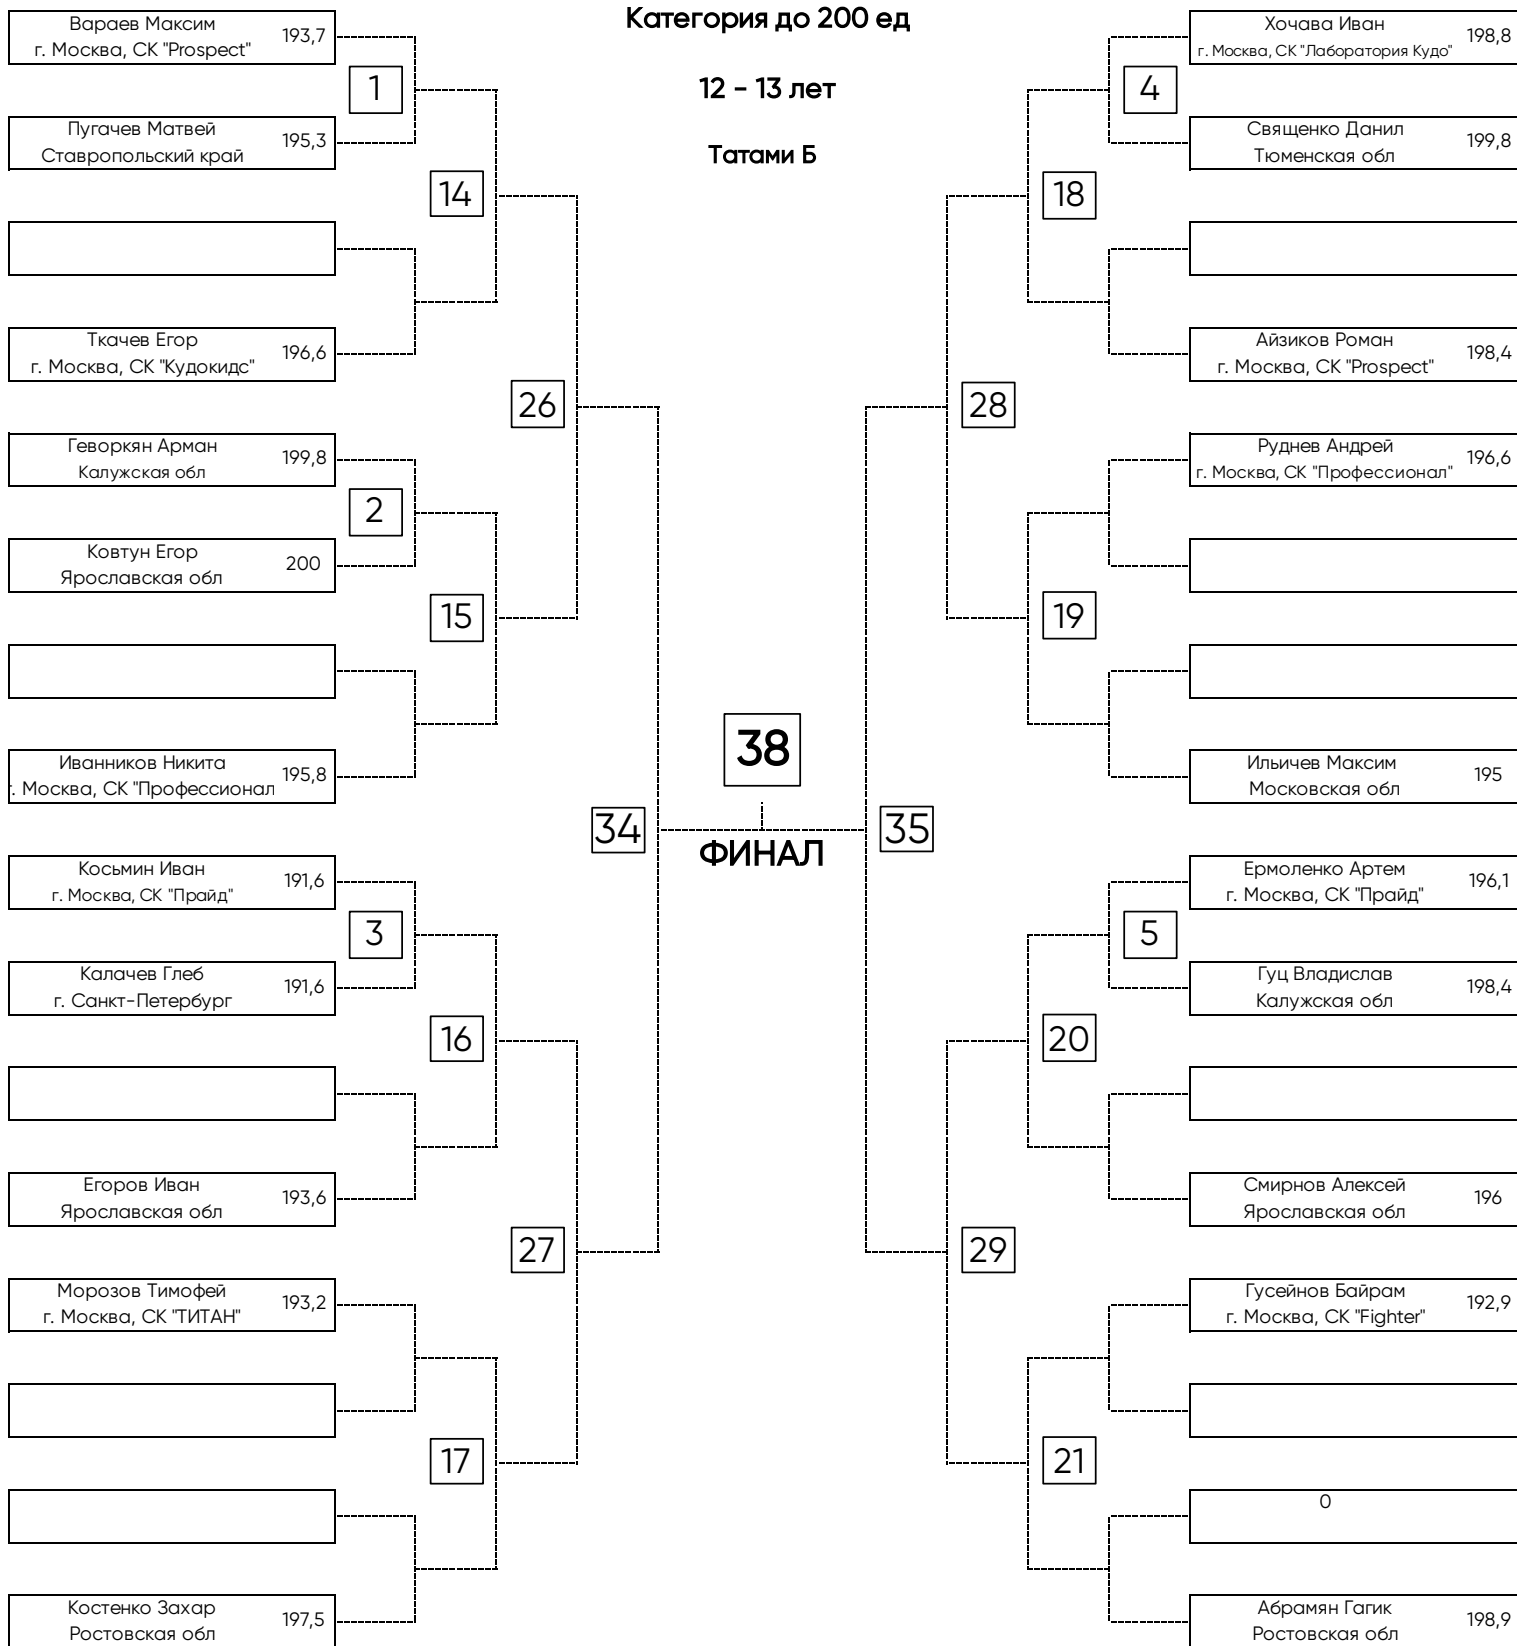 Категория до 200 ед
12 - 13 лет
Татами Б
Вараев Максим 193,7
г. Москва, СК "Prospect"
1
Пугачев Матвей 195,3
Ставропольский край
14
Ткачев Егор 196,6
г. Москва, СК "Кудокидс"
26
Геворкян Арман 199,8
Калужская обл
2
Ковтун Егор 200
Ярославская обл
15
Иванников Никита 195,8
г. Москва, СК "Профессионал
34
Косьмин Иван 191,6
г. Москва, СК "Прайд"
3
Калачев Глеб 191,6
г. Санкт-Петербург
16
Егоров Иван 193,6
Ярославская обл
27
Морозов Тимофей 193,2
г. Москва, СК "ТИТАН"
17
Костенко Захар 197,5
Ростовская обл
38
ФИНАЛ
Хочава Иван 198,8
г. Москва, СК "Лаборатория Кудо"
4
Священко Данил 199,8
Тюменская обл
18
Айзиков Роман 198,4
г. Москва, СК "Prospect"
28
Руднев Андрей 196,6
г. Москва, СК "Профессионал"
19
Ильичев Максим 195
Московская обл
35
Ермоленко Артем 196,1
г. Москва, СК "Прайд"
5
Гуц Владислав 198,4
Калужская обл
20
Смирнов Алексей 196
Ярославская обл
29
Гусейнов Байрам 192,9
г. Москва, СК "Fighter"
21
0
Абрамян Гагик 198,9
Ростовская обл